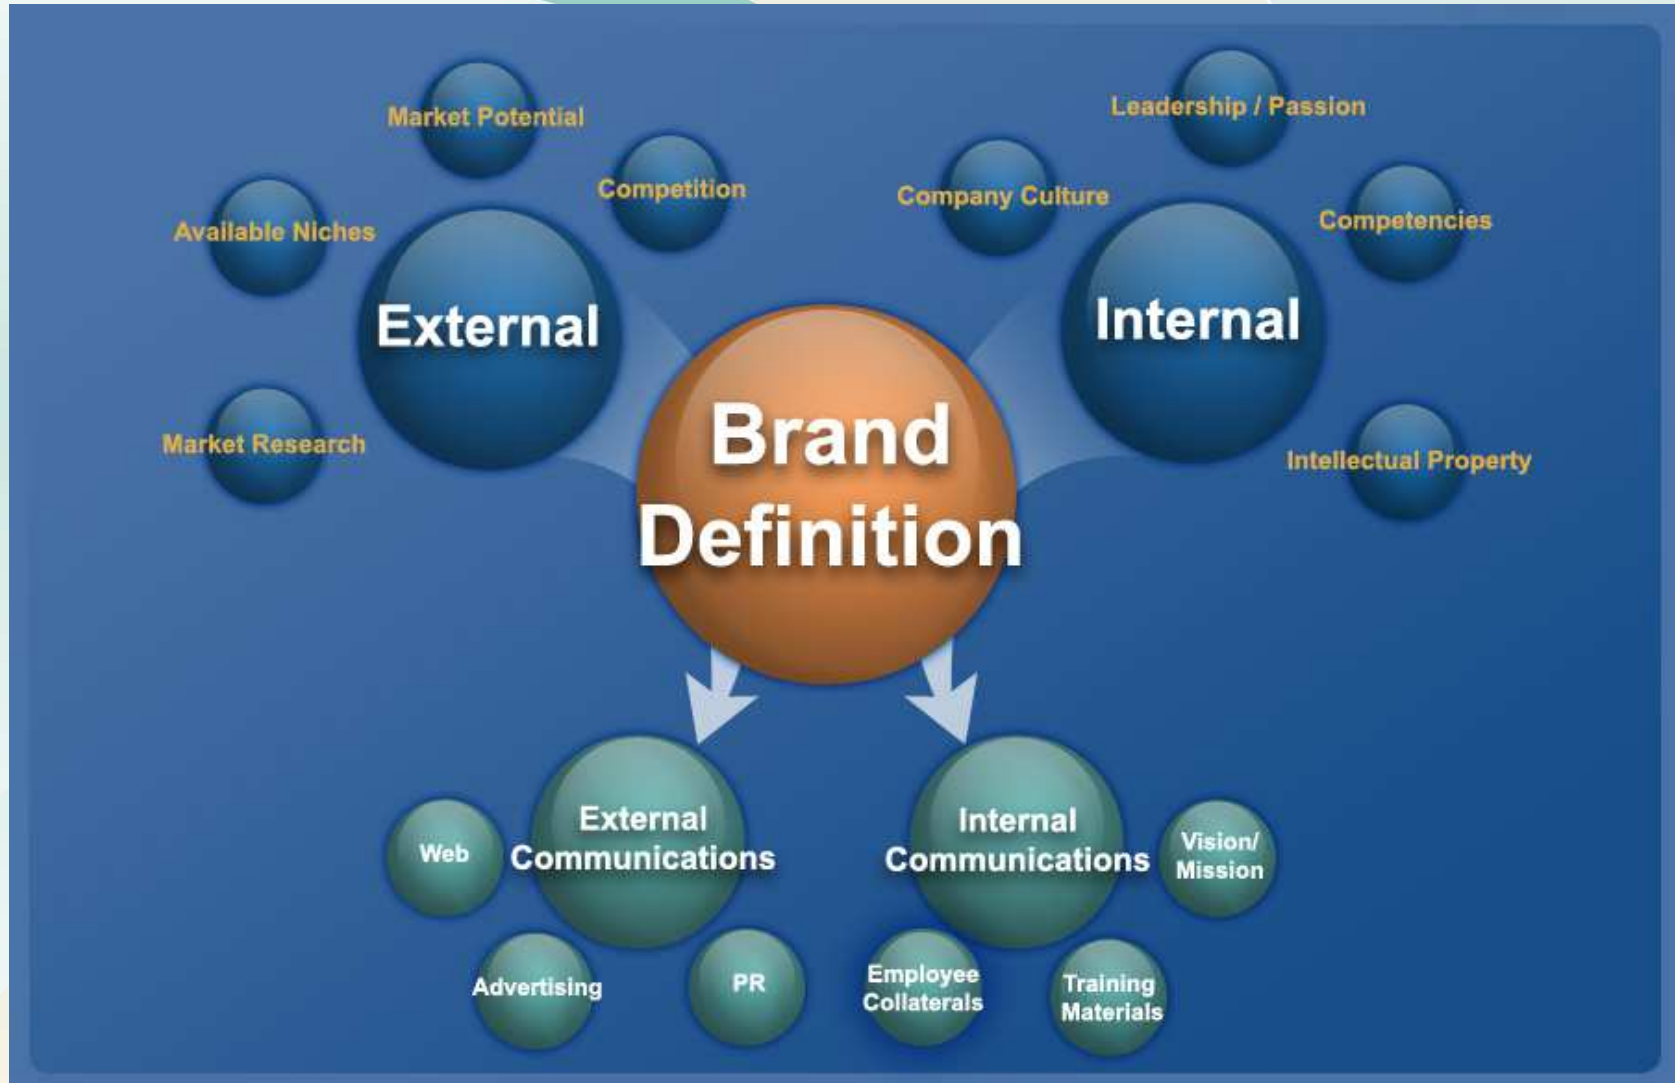 Market Potential
Competition
Available Niches
External
Market Research
Leadership / Passion
Company Culture
Competencies
Internal
Intellectual Property
Brand
Definition
External
Communications
Web
Advertising
PR
Internal
Communications
Vision/
Mission
Employee
Collaterals
Training
Materials